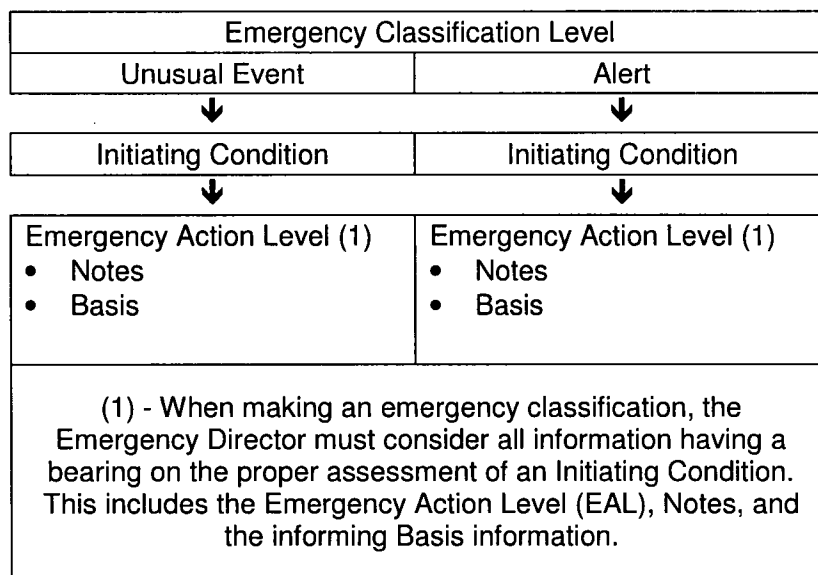 Emergency Classification Level
Unusual Event
Alert
Initiating Condition
Initiating Condition
Emergency Action Level (1)
• Notes
• Basis
Emergency Action Level (1)
• Notes
• Basis
(1) - When making an emergency classification, the
Emergency Director must consider all information having a
bearing on the proper assessment of an Initiating Condition.
This includes the Emergency Action Level (EAL), Notes, and
the informing Basis information.